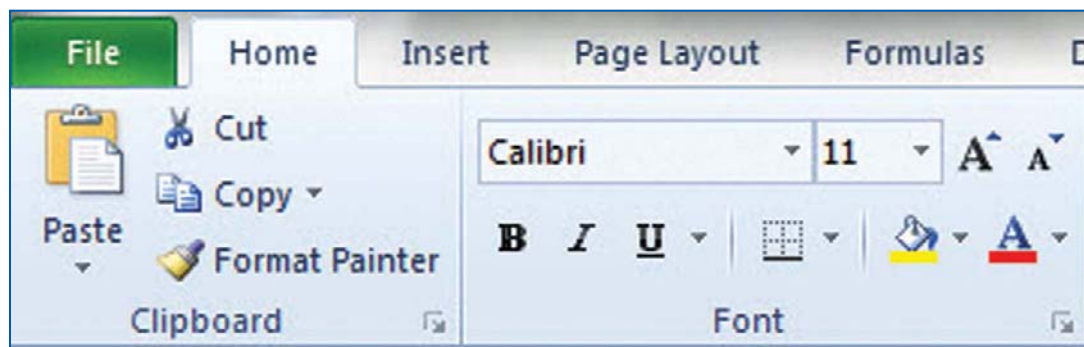 File Home Insert Page Layout Formulas
Cut
Calibri 11 A A
Copy
Paste
B I U A
Format Painter
Clipboard Font